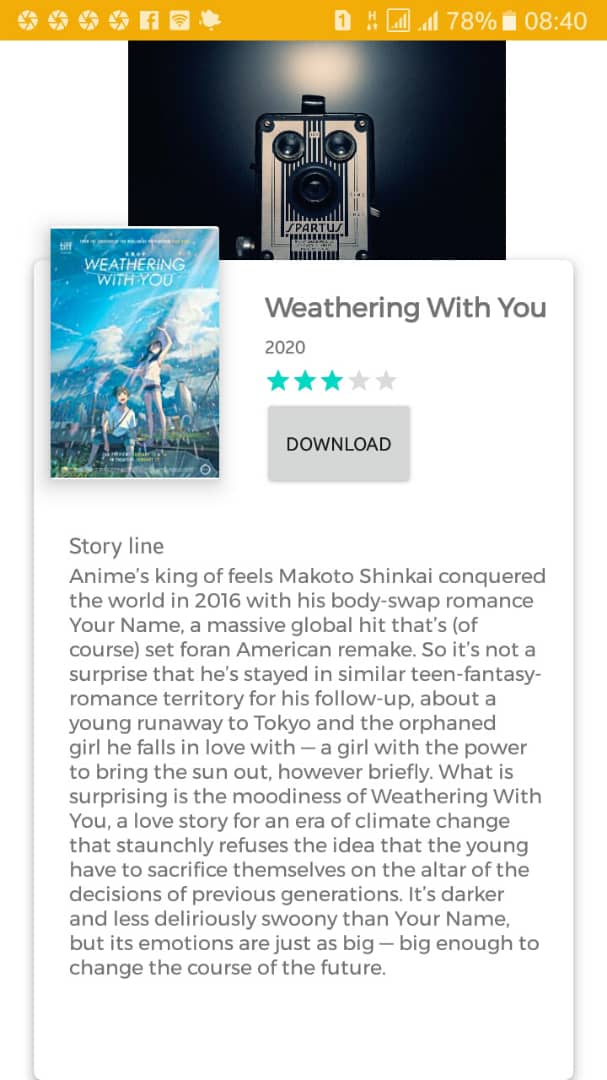 1 H 78% 08:40
SPARTUS
tiff
WEATHERING
WITH YOU
Weathering With You
2020
DOWNLOAD
Story line
Anime's king of feels Makoto Shinkai conquered
the world in 2016 with his body-swap romance
Your Name, a massive global hit that's (of
course) set foran American remake. So it's not a
surprise that he's stayed in similar teen-fantasy-
romance territory for his follow-up, about a
young runaway to Tokyo and the orphaned
girl he falls in love with — a girl with the power
to bring the sun out, however briefly. What is
surprising is the moodiness of Weathering With
You, a love story for an era of climate change
that staunchly refuses the idea that the young
have to sacrifice themselves on the altar of the
decisions of previous generations. It's darker
and less deliriously swoony than Your Name,
but its emotions are just as big — big enough to
change the course of the future.